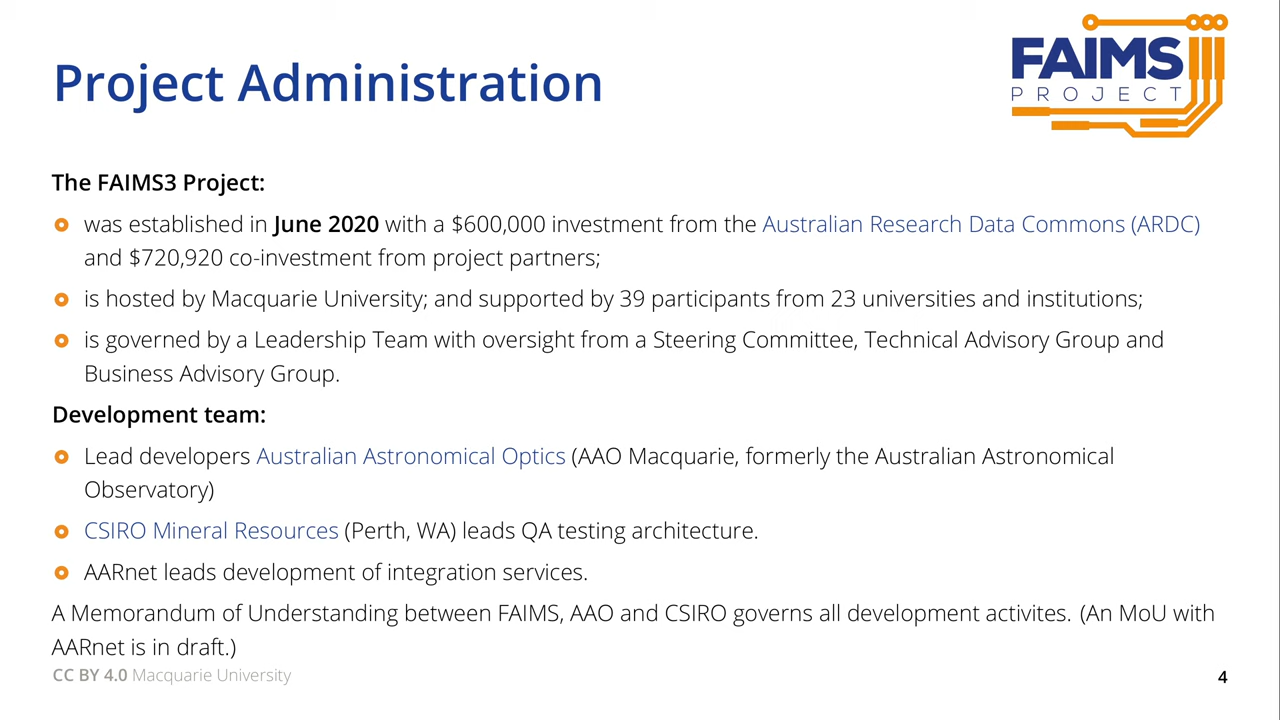 Project Administration
FAIMS
PROJECT
The FAIMS3 Project:
was established in June 2020 with a $600,000 investment from the Australian Research Data Commons (ARDC)
and $720,920 co-investment from project partners;
is hosted by Macquarie University; and supported by 39 participants from 23 universities and institutions;
is governed by a Leadership Team with oversight from a Steering Committee, Technical Advisory Group and
Business Advisory Group.
Development team:
Lead developers Australian Astronomical Optics (AAO Macquarie, formerly the Australian Astronomical
Observatory)
CSIRO Mineral Resources (Perth, WA) leads QA testing architecture.
AARnet leads development of integration services.
A Memorandum of Understanding between FAIMS, AAO and CSIRO governs all development activites. (An MoU with
AARnet is in draft.)
CC BY 4.0 Macquarie University
4